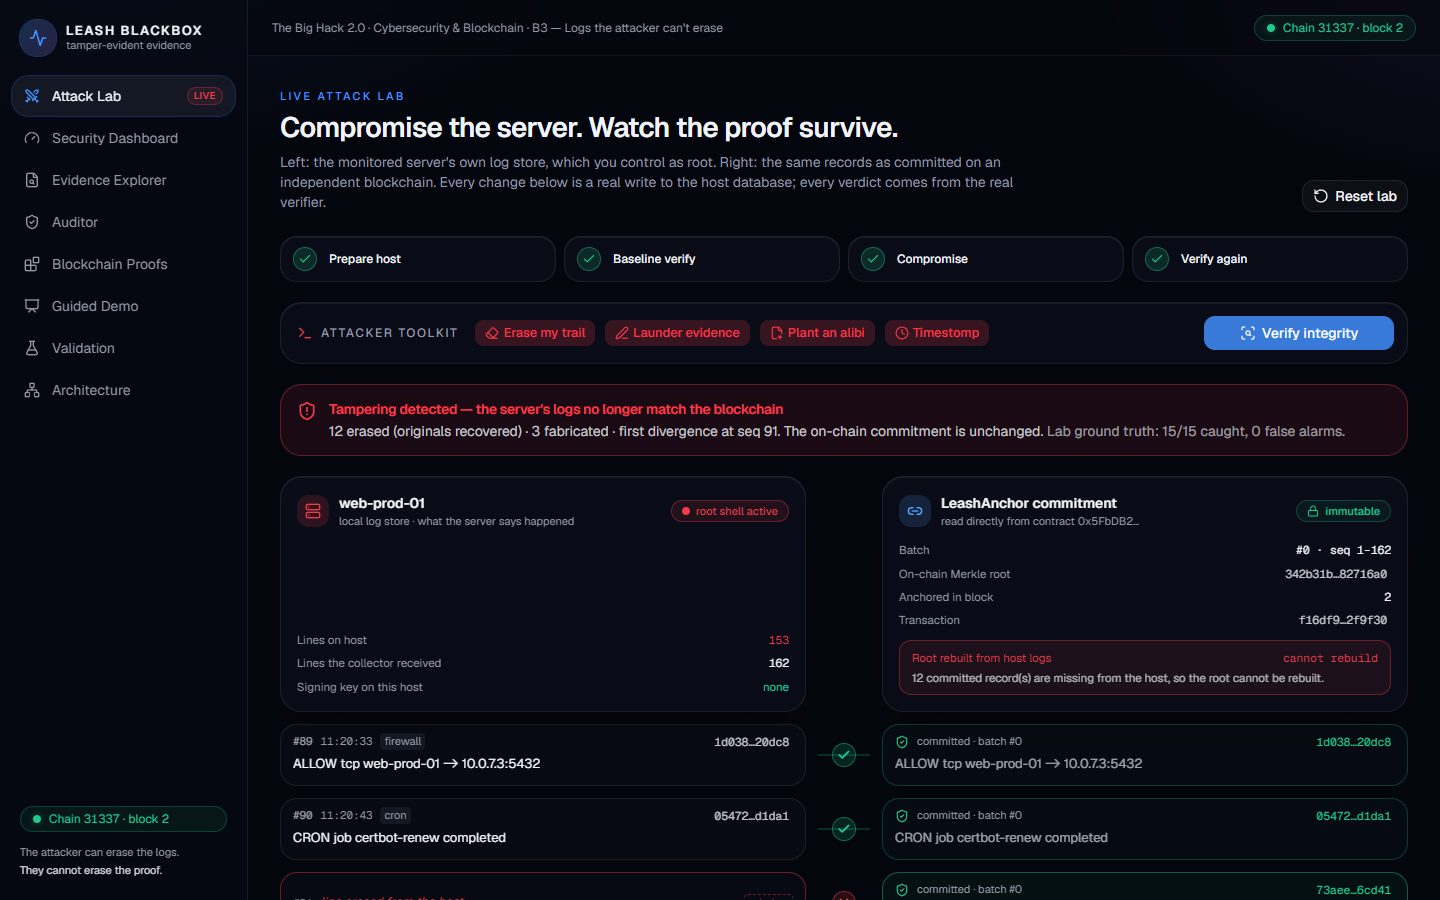 LEASH BLACKBOX
tamper-evident evidence
The Big Hack 2.0 · Cybersecurity & Blockchain · B3 — Logs the attacker can't erase
Chain 31337 · block 2
Attack Lab
LIVE
Security Dashboard
Evidence Explorer
Auditor
Blockchain Proofs
Guided Demo
Validation
Architecture
Chain 31337 · block 2
The attacker can erase the logs.
They cannot erase the proof.
LIVE ATTACK LAB
Compromise the server. Watch the proof survive.
Left: the monitored server's own log store, which you control as root. Right: the same records as committed on an
independent blockchain. Every change below is a real write to the host database; every verdict comes from the real
verifier.
Reset lab
Prepare host
Baseline verify
Compromise
Verify again
ATTACKER TOOLKIT
Erase my trail
Launder evidence
Plant an alibi
Timestomp
Verify integrity
Tampering detected — the server's logs no longer match the blockchain
12 erased (originals recovered) · 3 fabricated · first divergence at seq 91. The on-chain commitment is unchanged. Lab ground truth: 15/15 caught, 0 false alarms.
web-prod-01
local log store · what the server says happened
root shell active
Lines on host 153
Lines the collector received 162
Signing key on this host none
LeashAnchor commitment
read directly from contract 0x5FbDB2…
immutable
Batch #0 · seq 1–162
On-chain Merkle root 342b31b…82716a0
Anchored in block 2
Transaction f16df9…2f9f30
Root rebuilt from host logs cannot rebuild
12 committed record(s) are missing from the host, so the root cannot be rebuilt.
#89 11:20:33 firewall 1d038…20dc8
ALLOW tcp web-prod-01 → 10.0.7.3:5432
committed · batch #0 1d038…20dc8
ALLOW tcp web-prod-01 → 10.0.7.3:5432
#90 11:20:43 cron 05472…d1da1
CRON job certbot-renew completed
committed · batch #0 05472…d1da1
CRON job certbot-renew completed
committed · batch #0 73aee…6cd41